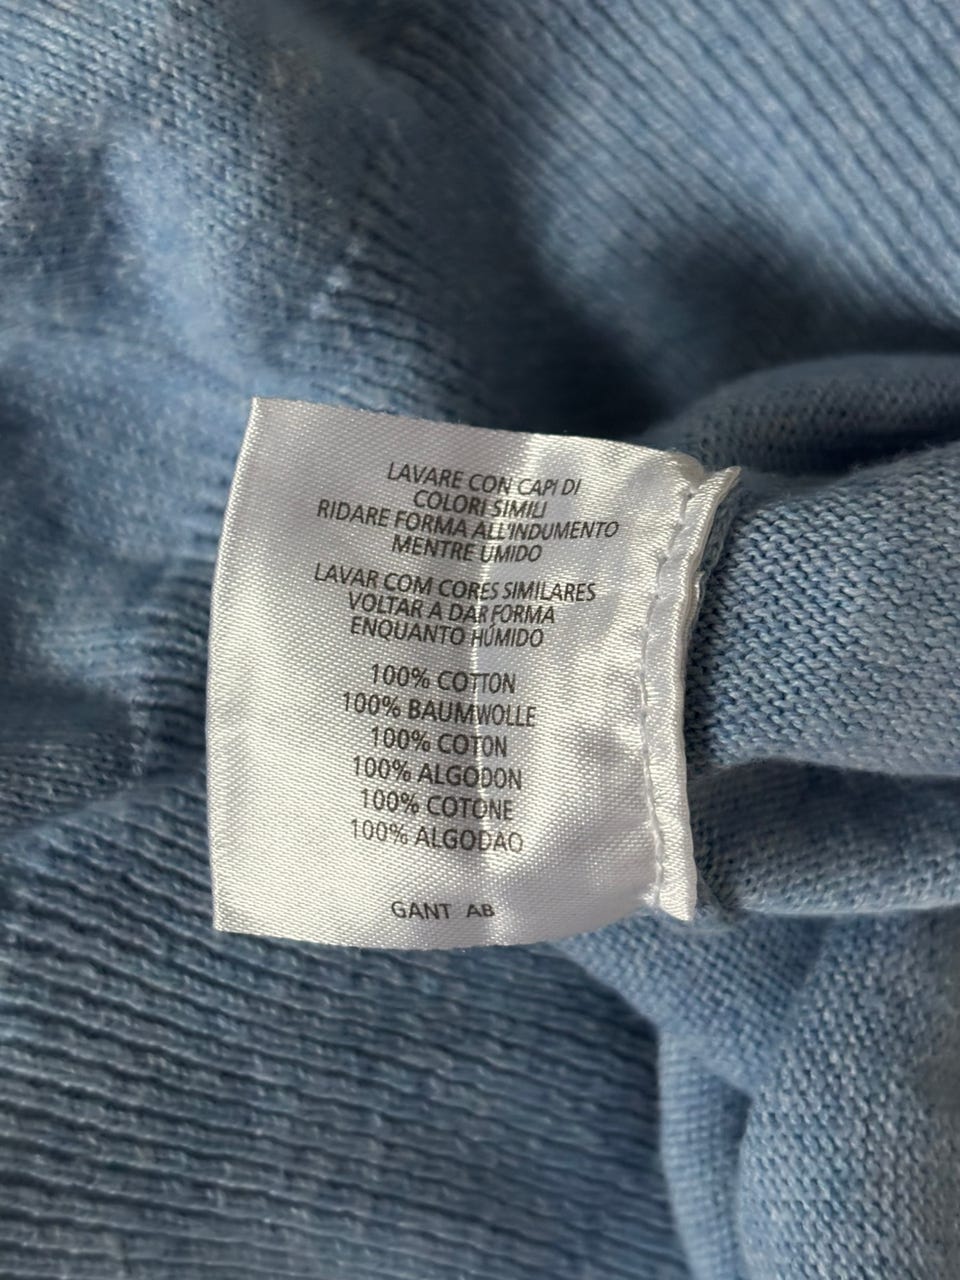 LAVARE CON CAPI DI
COLORI SIMILI
RIDARE FORMA ALL'INDUMENTO
MENTRE UMIDO
LAVAR COM CORES SIMILARES
VOLTAR A DAR FORMA
ENQUANTO HÚMIDO
100% COTTON
100% BAUMWOLLE
100% COTON
100% ALGODON
100% COTONE
100% ALGODAO
GANT AB